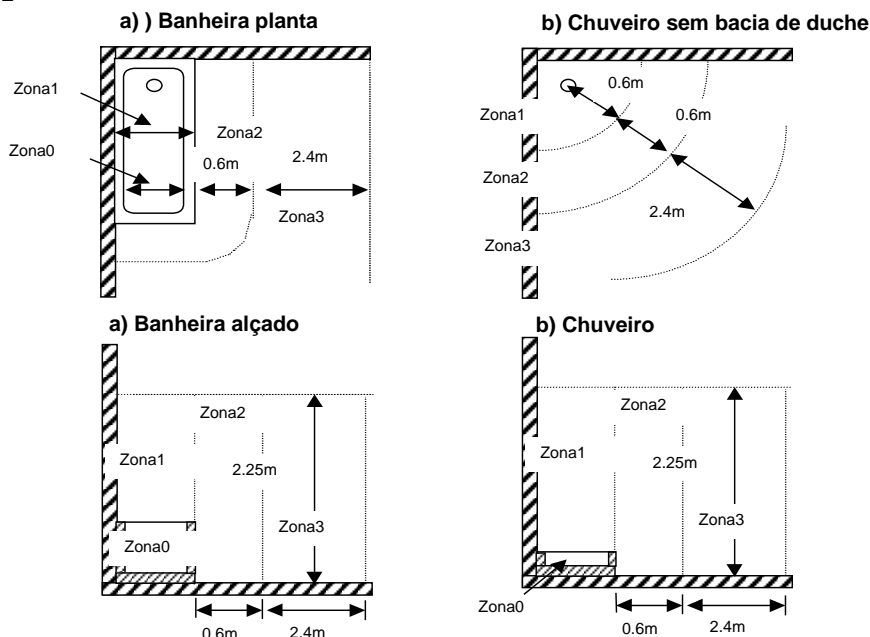 a) ) Banheira planta
b) Chuveiro sem bacia de duche
Zona1
Zona0
Zona2
0.6m
2.4m
Zona3
0.6m
Zona1
0.6m
Zona2
2.4m
Zona3
a) Banheira alçado
b) Chuveiro
Zona2
Zona1
2.25m
Zona3
Zona0
0.6m
2.4m
Zona2
Zona1
2.25m
Zona3
Zona0
0.6m
2.4m